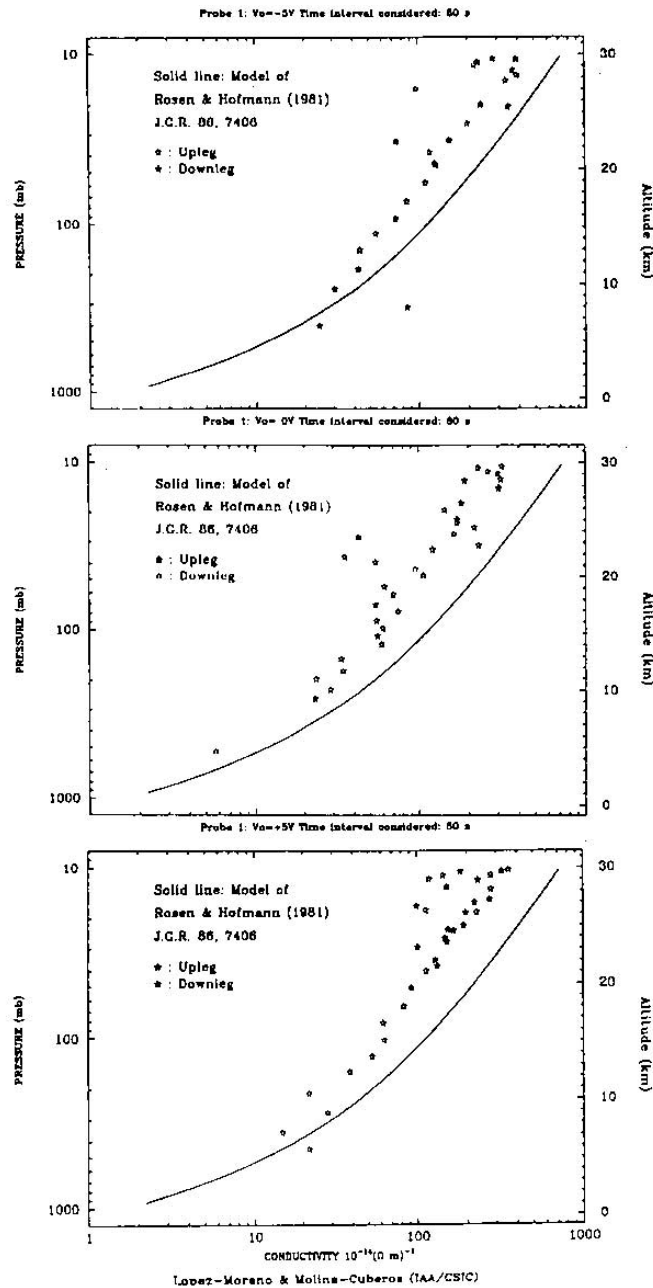 Probe 1: Vo=-5V Time interval considered: 60 s
10
100
1000
PRESSURE (mb)
30
20
10
0
Altitude (km)
Solid line: Model of
Rosen & Hofmann (1981)
J.G.R. 86, 7406
☆ : Upleg
★ : Downleg
Probe 1: Vo= 0V Time interval considered: 60 s
10
100
1000
PRESSURE (mb)
30
20
10
0
Altitude (km)
Solid line: Model of
Rosen & Hofmann (1981)
J.G.R. 86, 7406
★ : Upleg
☆ : Downleg
Probe 1: Vo=+5V Time interval considered: 60 s
10
100
1000
PRESSURE (mb)
30
20
10
0
Altitude (km)
Solid line: Model of
Rosen & Hofmann (1981)
J.G.R. 86, 7406
★ : Upleg
★ : Downleg
1
10
100
1000
CONDUCTIVITY 10⁻¹⁴(Ω m)⁻¹
Lopez-Moreno & Molina-Cuberos (IAA/CSIC)